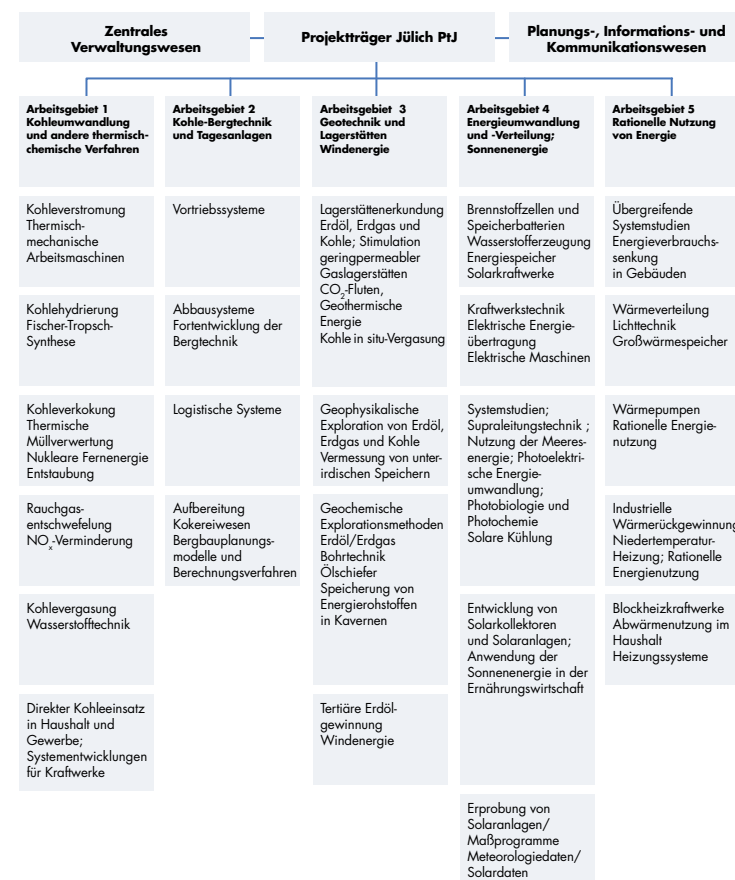 Zentrales
Verwaltungswesen
Projektträger Jülich PtJ
Planungs-, Informations- und
Kommunikationswesen
Arbeitsgebiet 1
Kohleumwandlung
und andere thermisch-
chemische Verfahren
Kohleverstromung
Thermisch-
mechanische
Arbeitsmaschinen
Kohlehydrierung
Fischer-Tropsch-
Synthese
Kohleverkokung
Thermische
Müllverwertung
Nukleare Fernenergie
Entstaubung
Rauchgas-
entschwefelung
NOx-Verminderung
Kohlevergasung
Wasserstofftechnik
Direkter Kohleeinsatz
in Haushalt und
Gewerbe;
Systementwicklungen
für Kraftwerke
Arbeitsgebiet 2
Kohle-Bergtechnik
und Tagesanlagen
Vortriebssysteme
Abbausysteme
Fortentwicklung der
Bergtechnik
Logistische Systeme
Aufbereitung
Kokereiwesen
Bergbauplanungs-
modelle und
Berechnungsverfahren
Arbeitsgebiet 3
Geotechnik und
Lagerstätten
Windenergie
Lagerstättenerkundung
Erdöl, Erdgas und
Kohle; Stimulation
geringpermeabler
Gaslagerstätten
CO2-Fluten,
Geothermische
Energie
Kohle in situ-Vergasung
Geophysikalische
Exploration von Erdöl,
Erdgas und Kohle
Vermessung von unter-
irdischen Speichern
Geochemische
Explorationsmethoden
Erdöl/Erdgas
Bohrtechnik
Ölschiefer
Speicherung von
Energierohstoffen
in Kavernen
Tertiäre Erdöl-
gewinnung
Windenergie
Arbeitsgebiet 4
Energieumwandlung
und -Verteilung;
Sonnenenergie
Brennstoffzellen und
Speicherbatterien
Wasserstofferzeugung
Energiespeicher
Solarkraftwerke
Kraftwerkstechnik
Elektrische Energie-
übertragung
Elektrische Maschinen
Systemstudien;
Supraleitungstechnik ;
Nutzung der Meeres-
energie; Photoelektri-
sche Energie-
umwandlung;
Photobiologie und
Photochemie
Solare Kühlung
Entwicklung von
Solarkollektoren
und Solaranlagen;
Anwendung der
Sonnenenergie in der
Ernährungswirtschaft
Erprobung von
Solaranlagen/
Maßprogramme
Meteorologiedaten/
Solardaten
Arbeitsgebiet 5
Rationelle Nutzung
von Energie
Übergreifende
Systemstudien
Energieverbrauchs-
senkung
in Gebäuden
Wärmeverteilung
Lichttechnik
Großwärmespeicher
Wärmepumpen
Rationelle Energie-
nutzung
Industrielle
Wärmerückgewinnung
Niedertemperatur-
Heizung; Rationelle
Energienutzung
Blockheizkraftwerke
Abwärmenutzung im
Haushalt
Heizungssysteme